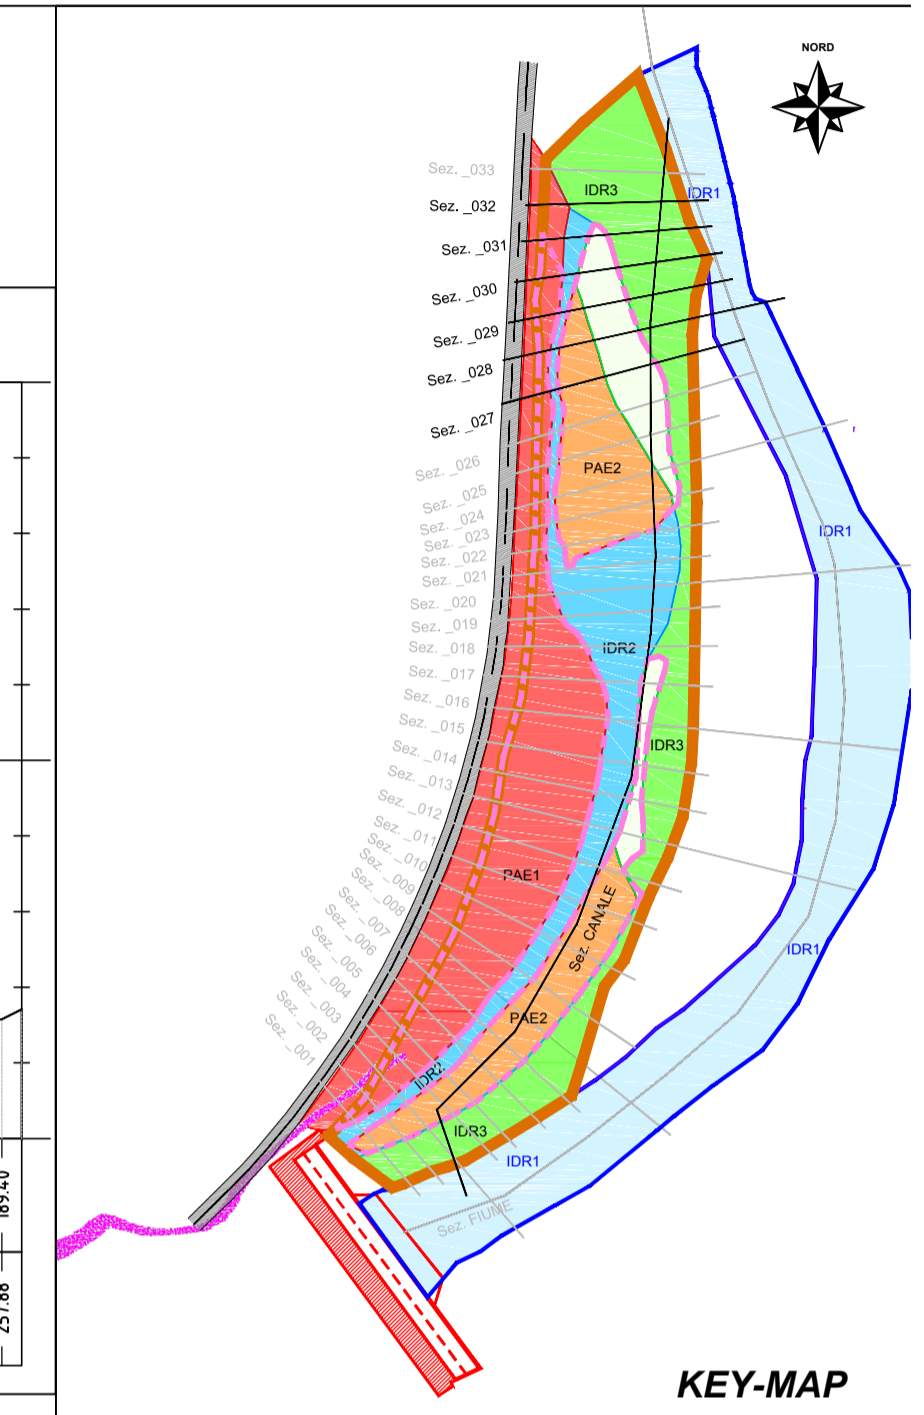 NORD
Sez. _033
IDR3
IDR1
Sez. _032
Sez. _031
Sez. _030
Sez. _029
Sez. _028
Sez. _027
Sez. _026
PAE2
Sez. _025
Sez. _024
IDR1
Sez. _023
Sez. _022
Sez. _021
Sez. _020
Sez. _019
Sez. _018
IDR2
Sez. _017
Sez. _016
Sez. _015
IDR3
Sez. _014
Sez. _013
Sez. _012
Sez. _011
Sez. _010
PAE1
Sez. _009
Sez. _008
Sez. CANALE
Sez. _007
Sez. _006
IDR1
Sez. _005
Sez. _004
Sez. _003
PAE2
Sez. _002
Sez. _001
IDR2
IDR3
IDR1
189.40
Sez. FIUME
257.88
KEY-MAP